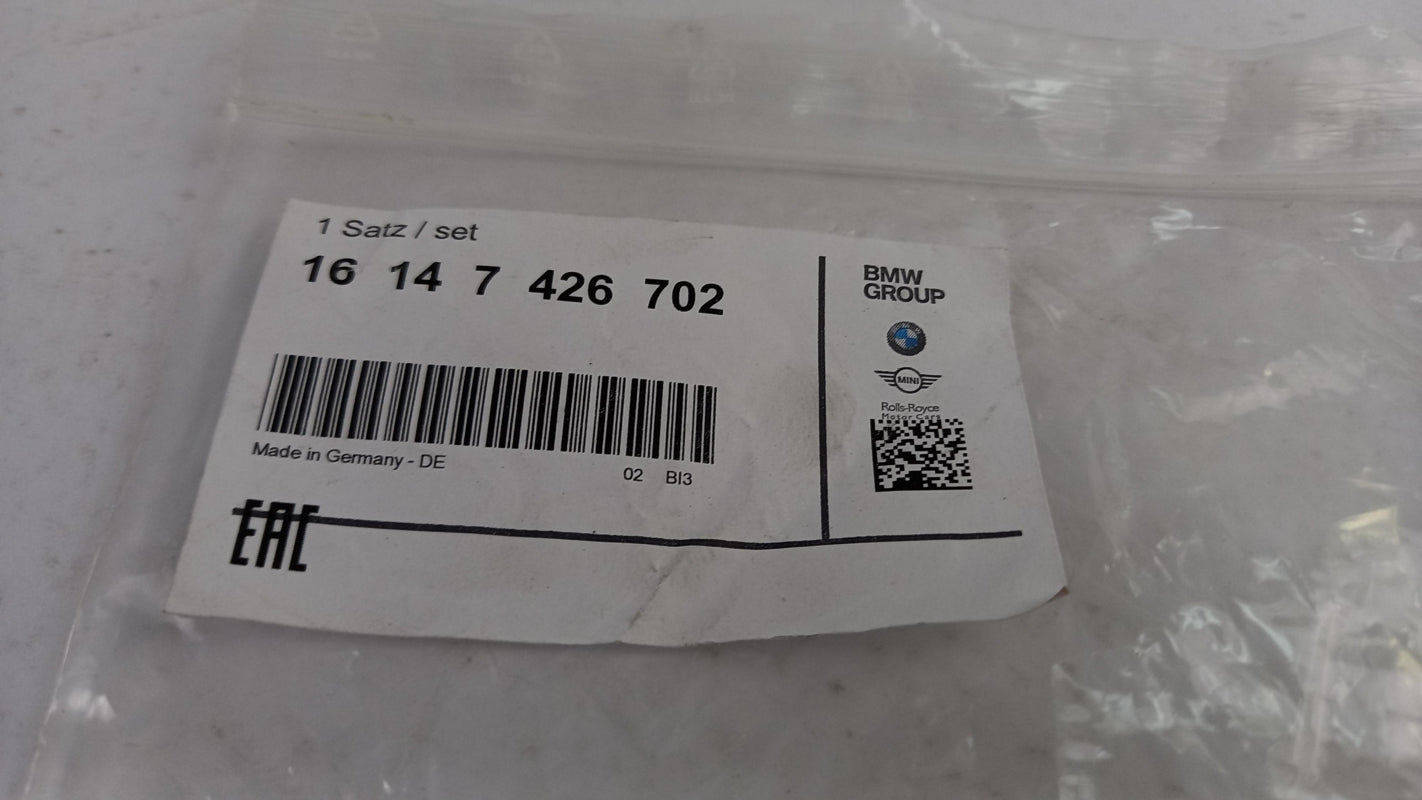 1 Satz / set
16 14 7 426 702
Made in Germany - DE
02 BI3
EAC
BMW
GROUP
MINI
Rolls-Royce
Motor Cars